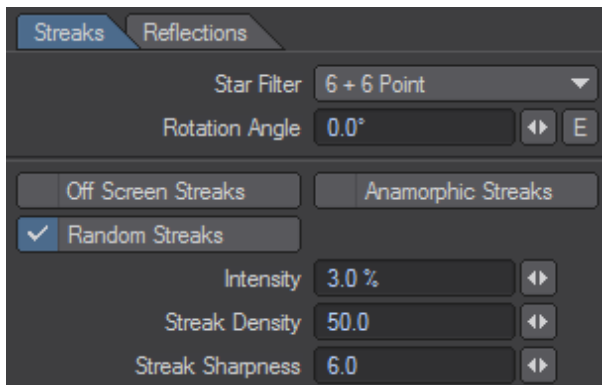 Streaks Reflections
Star Filter 6 + 6 Point
Rotation Angle 0.0° E
Off Screen Streaks Anamorphic Streaks
Random Streaks
Intensity 3.0 %
Streak Density 50.0
Streak Sharpness 6.0